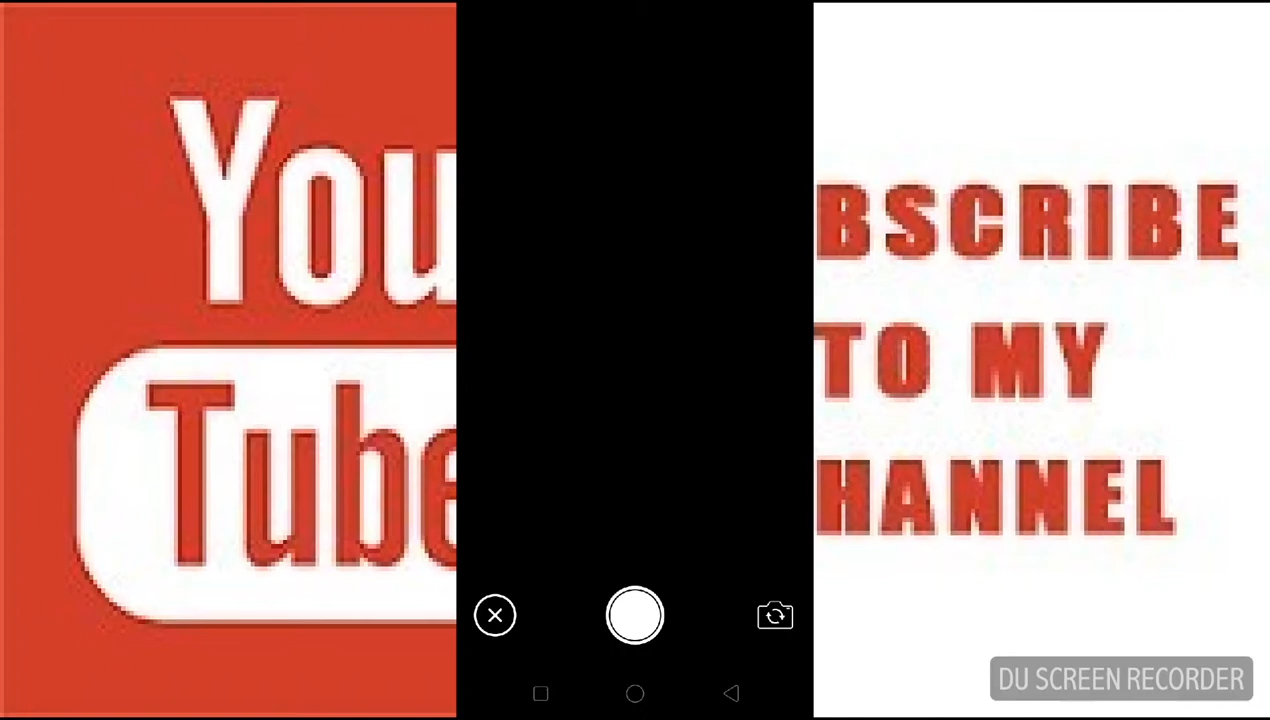 You
Tube
BSCRIBE
TO MY
HANNEL
DU SCREEN RECORDER